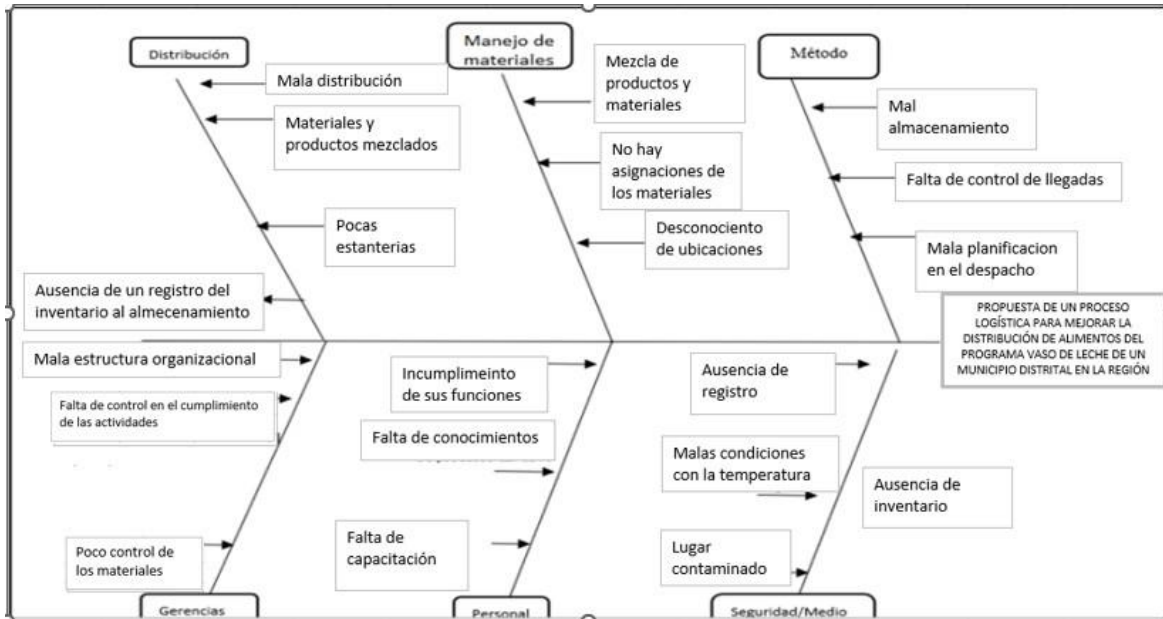 Distribución
Mala distribución
Materiales y
productos mezclados
Pocas
estanterias
Ausencia de un registro del
inventario al almecenamiento
Manejo de
materiales
Mezcla de
productos y
materiales
No hay
asignaciones de
los materiales
Desconociento
de ubicaciones
Método
Mal
almacenamiento
Falta de control de llegadas
Mala planificacion
en el despacho
PROPUESTA DE UN PROCESO
LOGÍSTICA PARA MEJORAR LA
DISTRIBUCIÓN DE ALIMENTOS DEL
PROGRAMA VASO DE LECHE DE UN
MUNICIPIO DISTRITAL EN LA REGIÓN
Mala estructura organizacional
Falta de control en el cumplimiento
de las actividades
Poco control de
los materiales
Gerencias
Incumplimeinto
de sus funciones
Falta de conocimientos
Falta de
capacitación
Personal
Ausencia de
registro
Malas condiciones
con la temperatura
Ausencia de
inventario
Lugar
contaminado
Seguridad/Medio